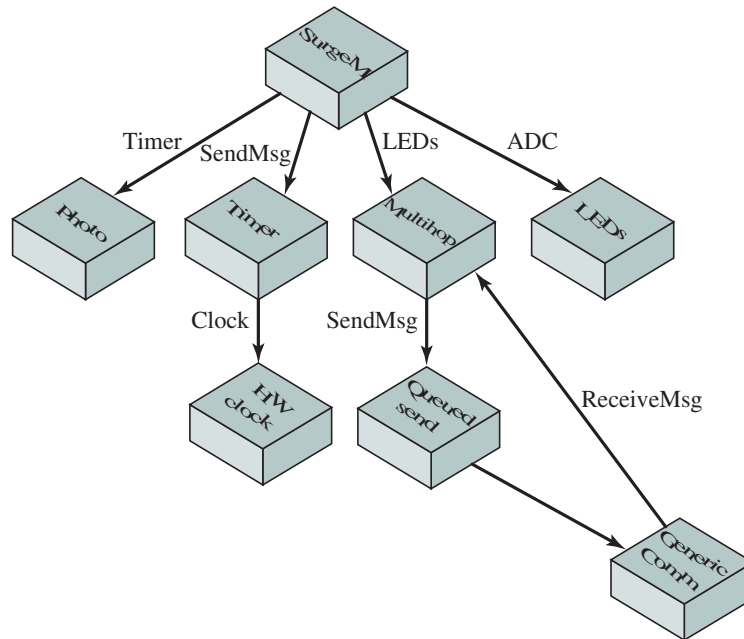 SurgeM
Timer
SendMsg
LEDs
ADC
Photo
Timer
Multihop
LEDs
Clock
SendMsg
HW
clock
Queued
send
ReceiveMsg
Generic
Comm